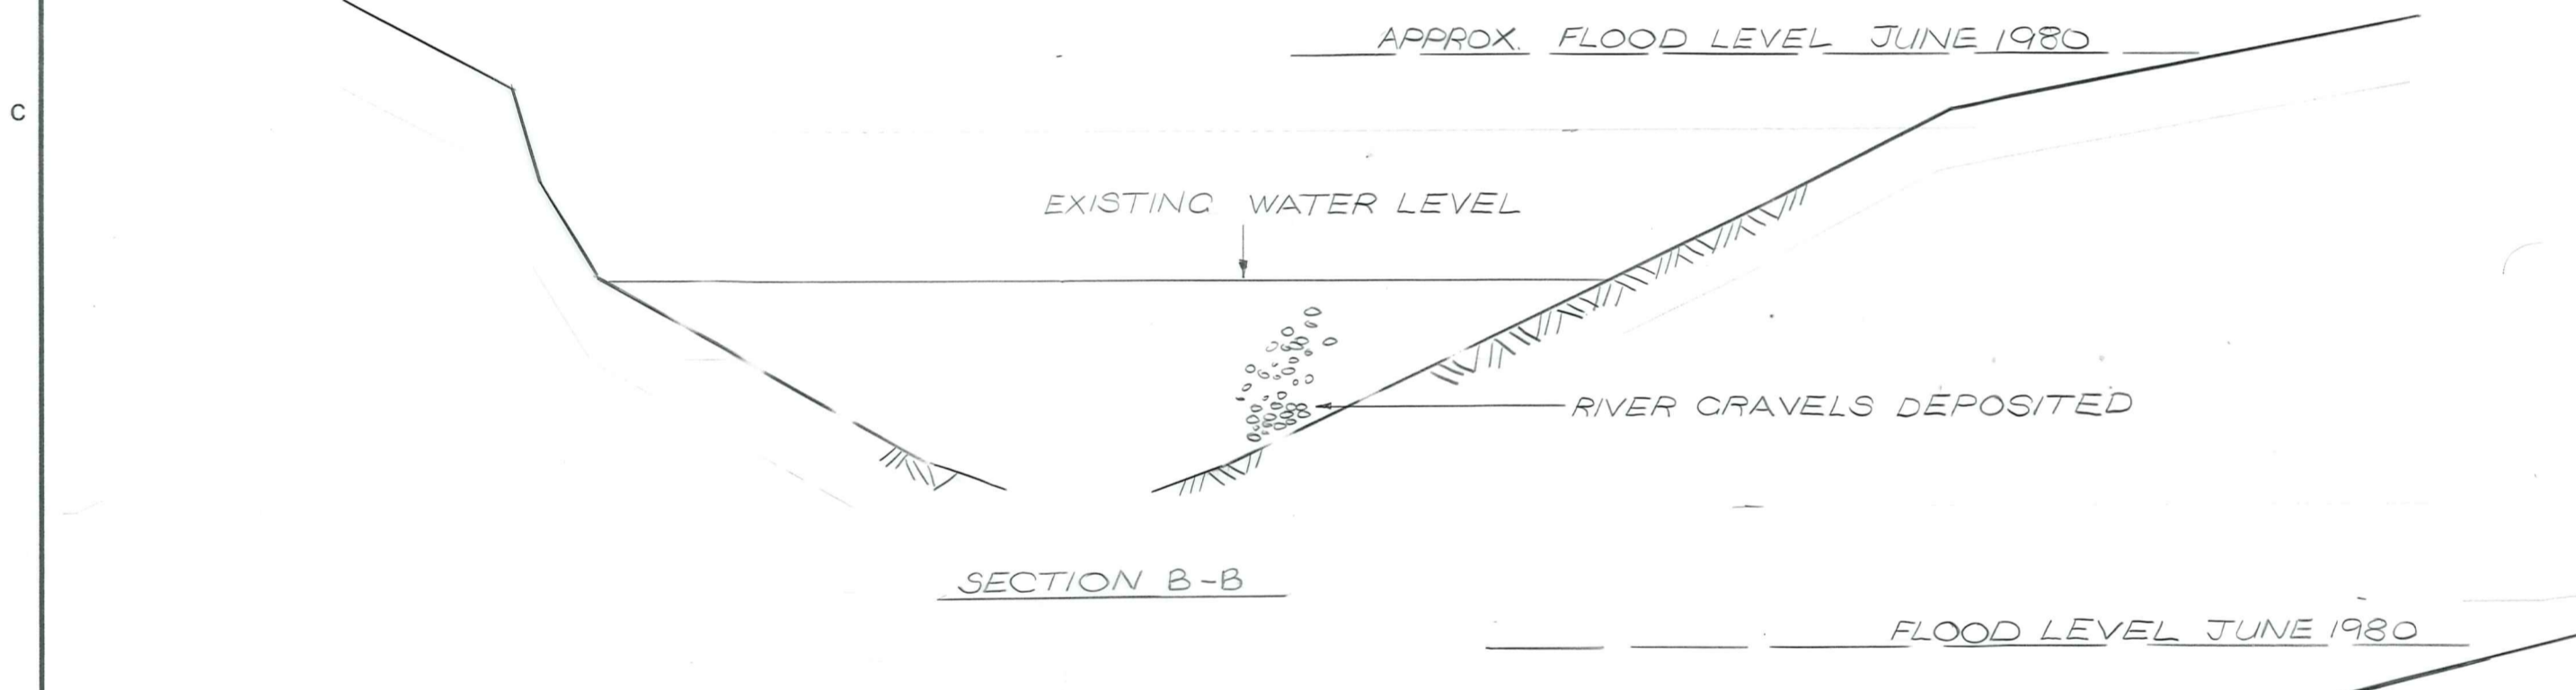 APPROX. FLOOD LEVEL JUNE 1980
C
EXISTING WATER LEVEL
RIVER GRAVELS DEPOSITED
SECTION B-B
FLOOD LEVEL JUNE 1980